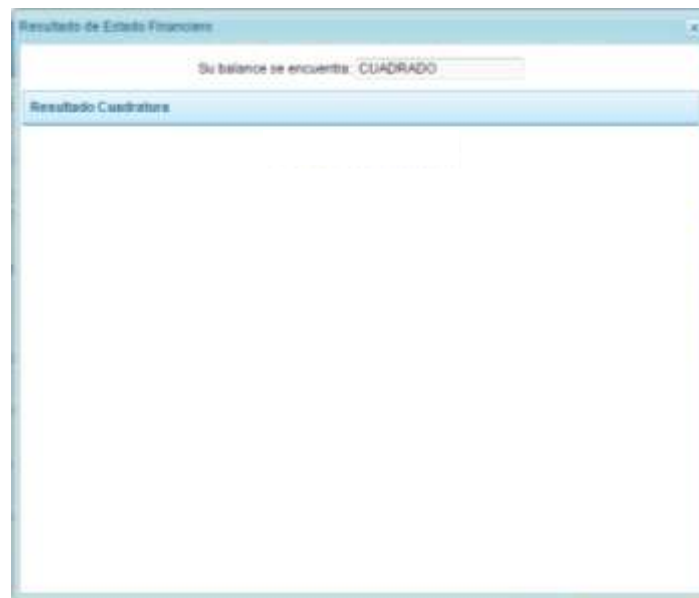 Resultado de Estado Financiero
Su balance se encuentra: CUADRADO
Resultado Cuadratura